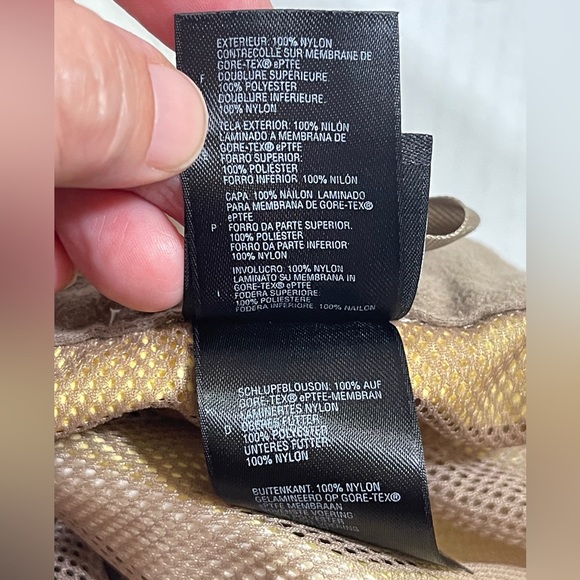 EXTERIEUR: 100% NYLON
CONTRECOLLE SUR MEMBRANE DE
GORE-TEX® ePTFE
F DOUBLURE SUPERIEURE
100% POLYESTER
DOUBLURE INFERIEURE.
100% NYLON
TELA EXTERIOR: 100% NILÓN
LAMINADO A MEMBRANA DE
GORE-TEX® ePTFE
FORRO SUPERIOR:
100% POLIÉSTER
FORRO INFERIOR 100% NILÓN
CAPA: 100% NÁILON LAMINADO
PARA MEMBRANA DE GORE-TEX®
ePTFE
P FORRO DA PARTE SUPERIOR.
100% POLIESTER
FORRO DA PARTE INFERIOR
100% NYLON
INVOLUCRO: 100% NYLON
LAMINATO SU MEMBRANA IN
GORE-TEX® ePTFE
I FODERA SUPERIORE:
100% POLIESTERE
FODERA INFERIORE: 100% NAILON
SCHLUPFBLOUSON: 100% AUF
GORE-TEX® ePTFE-MEMBRAN
LAMINERTES NYLON
D OBERES FUTTER
100% POLYESTER
UNTERES FUTTER
100% NYLON
BUITENKANT: 100% NYLON
GELAMINEERD OP GORE-TEX®
ePTFE MEMBRAAN
VOERING